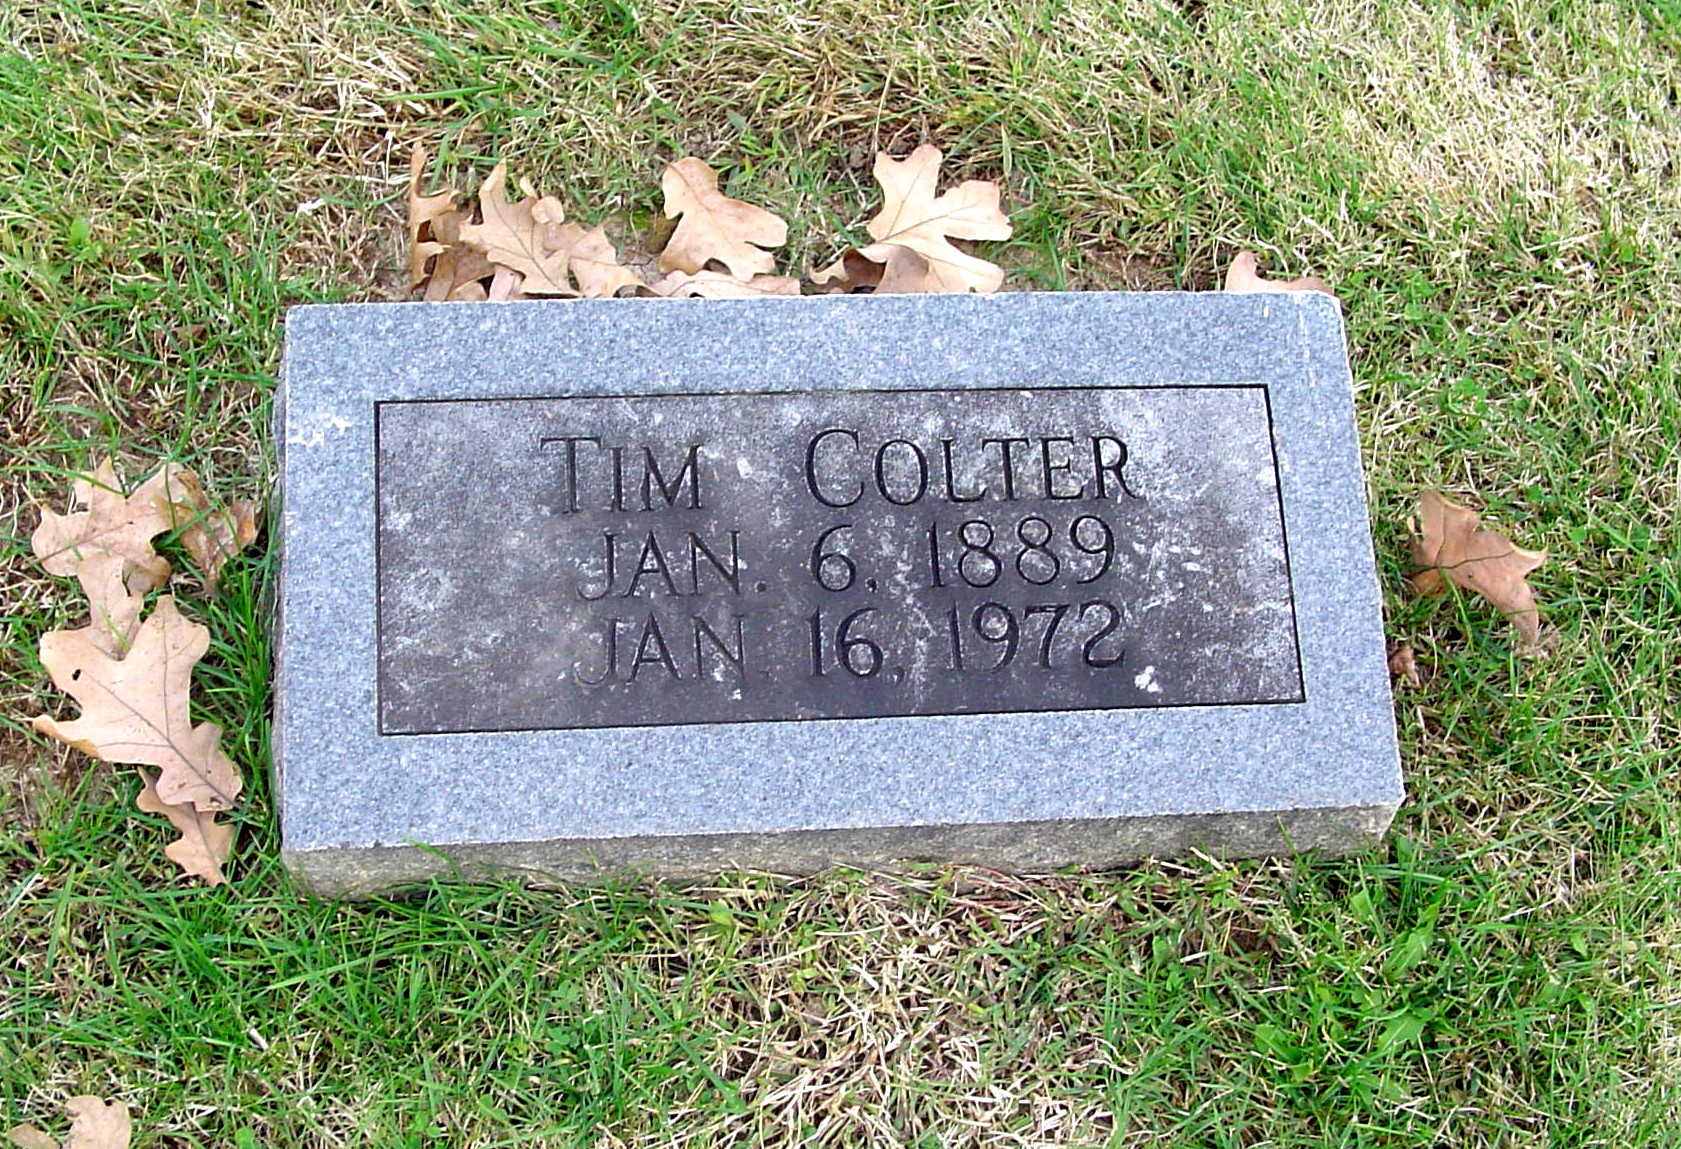 TIM COLTER
JAN. 6, 1889
JAN. 16, 1972